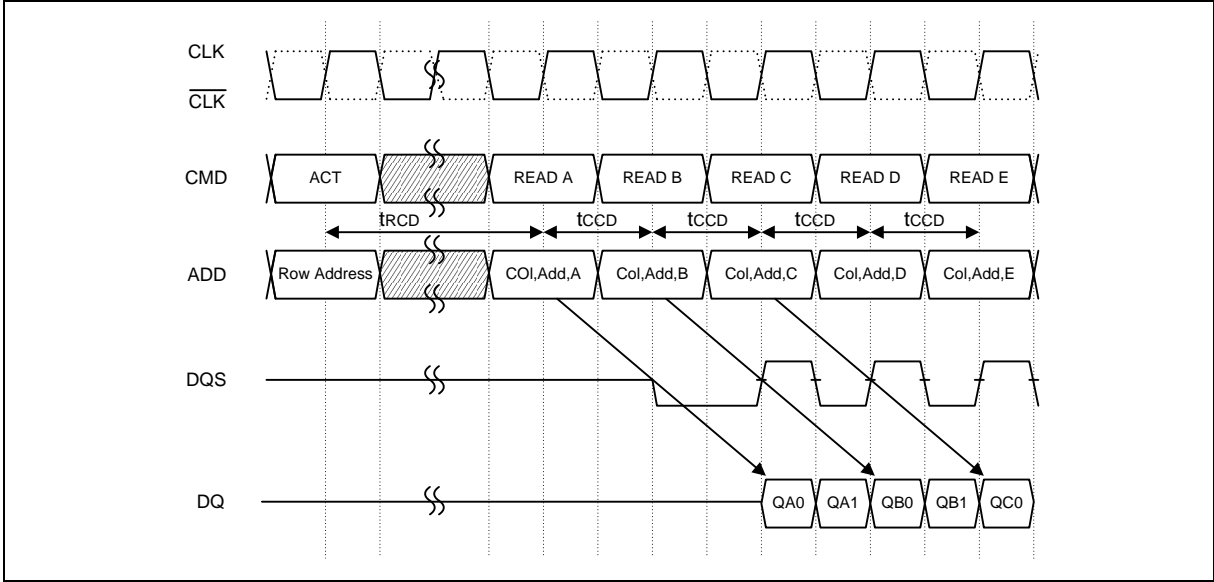 CLK
CLK
CMD ACT READ A READ B READ C READ D READ E
tRCD tCCD tCCD tCCD tCCD
ADD Row Address COl,Add,A Col,Add,B Col,Add,C Col,Add,D Col,Add,E
DQS
DQ QA0 QA1 QB0 QB1 QC0